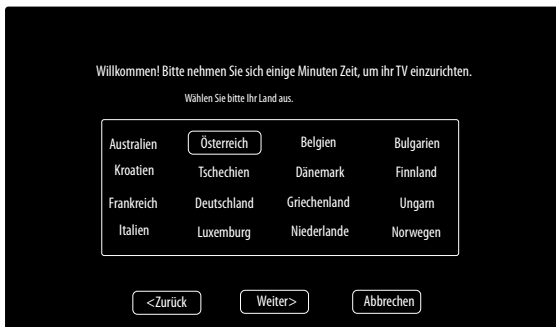 Willkommen! Bitte nehmen Sie sich einige Minuten Zeit, um ihr TV einzurichten.
Wählen Sie bitte Ihr Land aus.
Australien Österreich Belgien Bulgarien
Kroatien Tschechien Dänemark Finnland
Frankreich Deutschland Griechenland Ungarn
Italien Luxemburg Niederlande Norwegen
<Zurück Weiter> Abbrechen